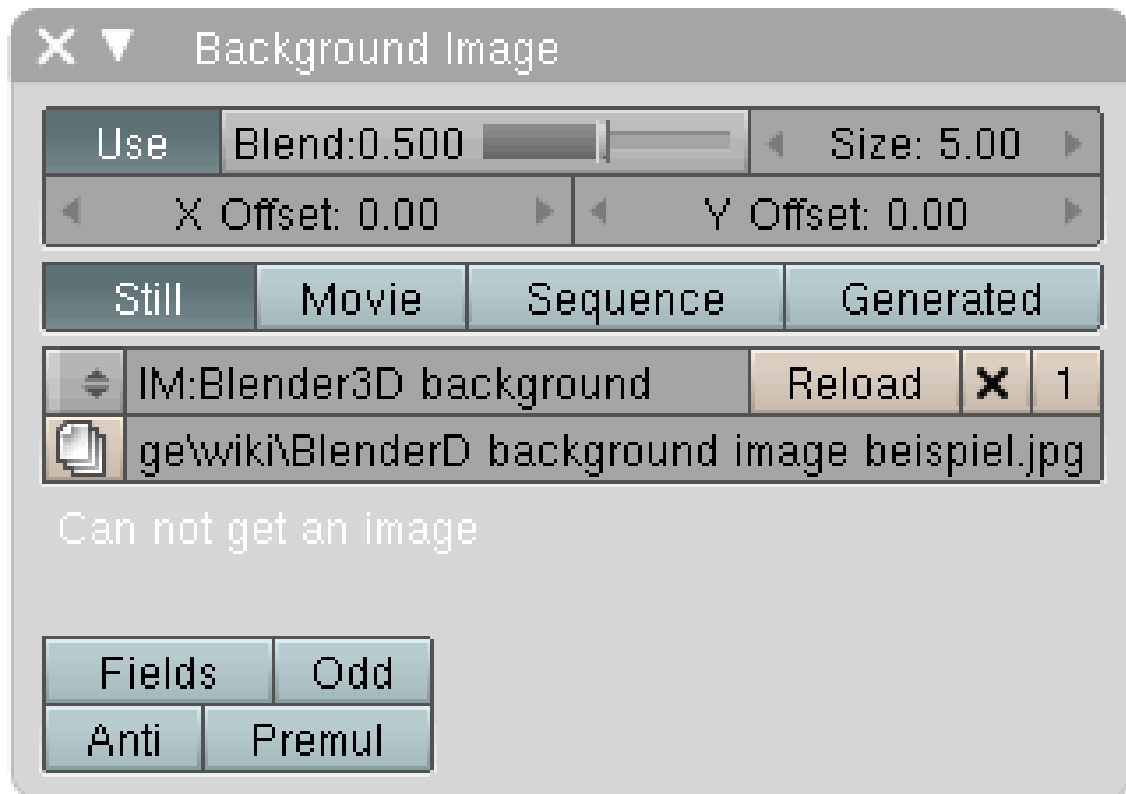 Background Image
Use Blend:0.500 Size: 5.00
X Offset: 0.00 Y Offset: 0.00
Still Movie Sequence Generated
IM:Blender3D background Reload X 1
ge\wiki\BlenderD background image beispiel.jpg
Can not get an image
Fields Odd
Anti Premul